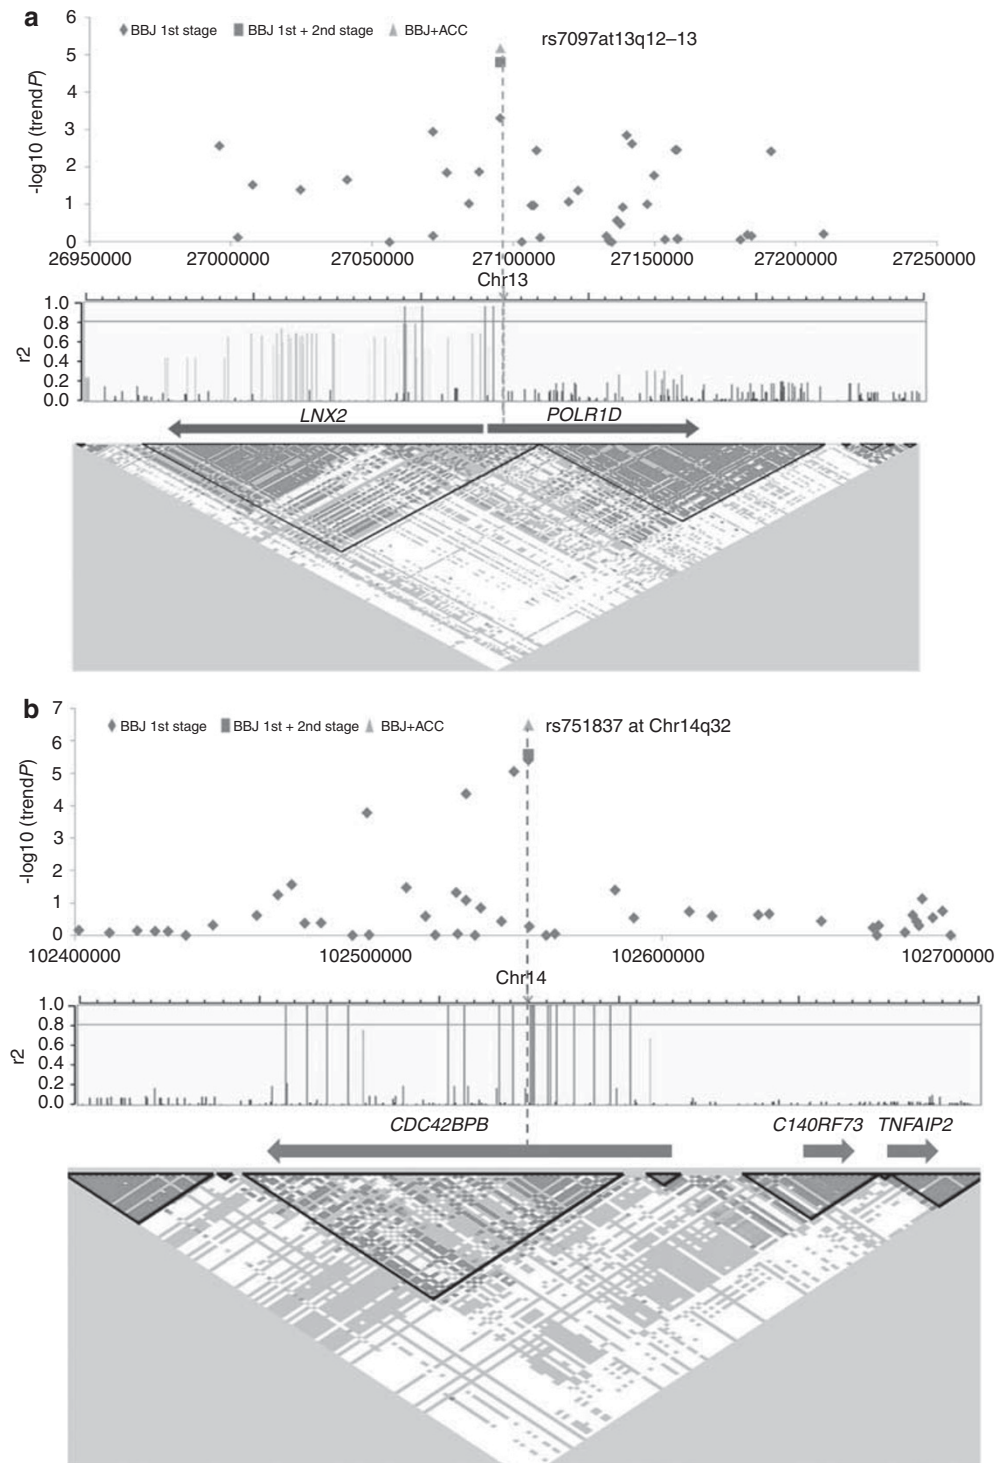 a
6
5
4
3
2
1
0
-log10 (trendP)
BBJ 1st stage BBJ 1st + 2nd stage BBJ+ACC
rs7097at13q12–13
26950000 27000000 27050000 27100000 27150000 27200000 27250000
Chr13
1.0
0.8
0.6
0.4
0.2
0.0
r2
LNX2 POLR1D
b
7
6
5
4
3
2
1
0
-log10 (trendP)
BBJ 1st stage BBJ 1st + 2nd stage BBJ+ACC
rs751837 at Chr14q32
102400000 102500000 102600000 102700000
Chr14
1.0
0.8
0.6
0.4
0.2
0.0
r2
CDC42BPB C140RF73 TNFAIP2